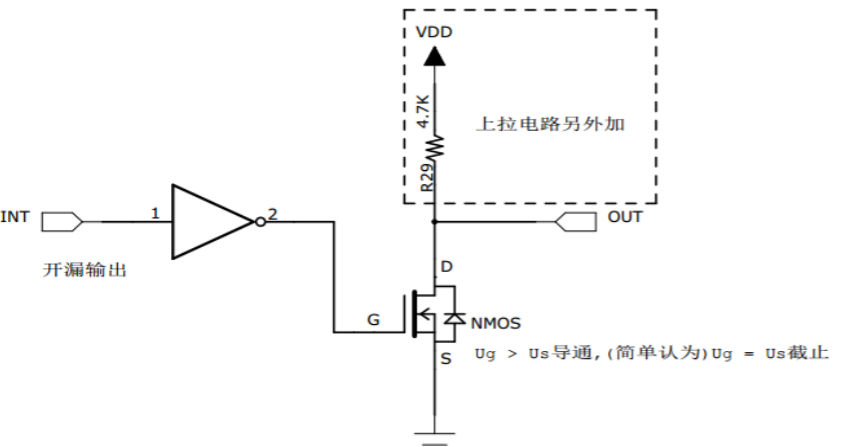 VDD
4.7K
上拉电路另外加
R29
INT
1
2
OUT
开漏输出
D
G
NMOS
S
Ug > Us导通,(简单认为)Ug = Us截止